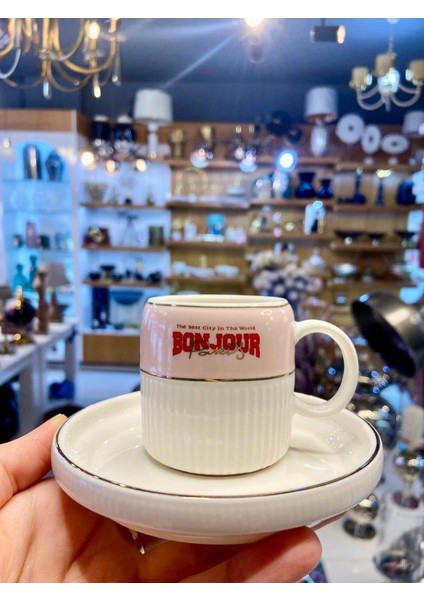 The Best City in The World
BONJOUR
Paris